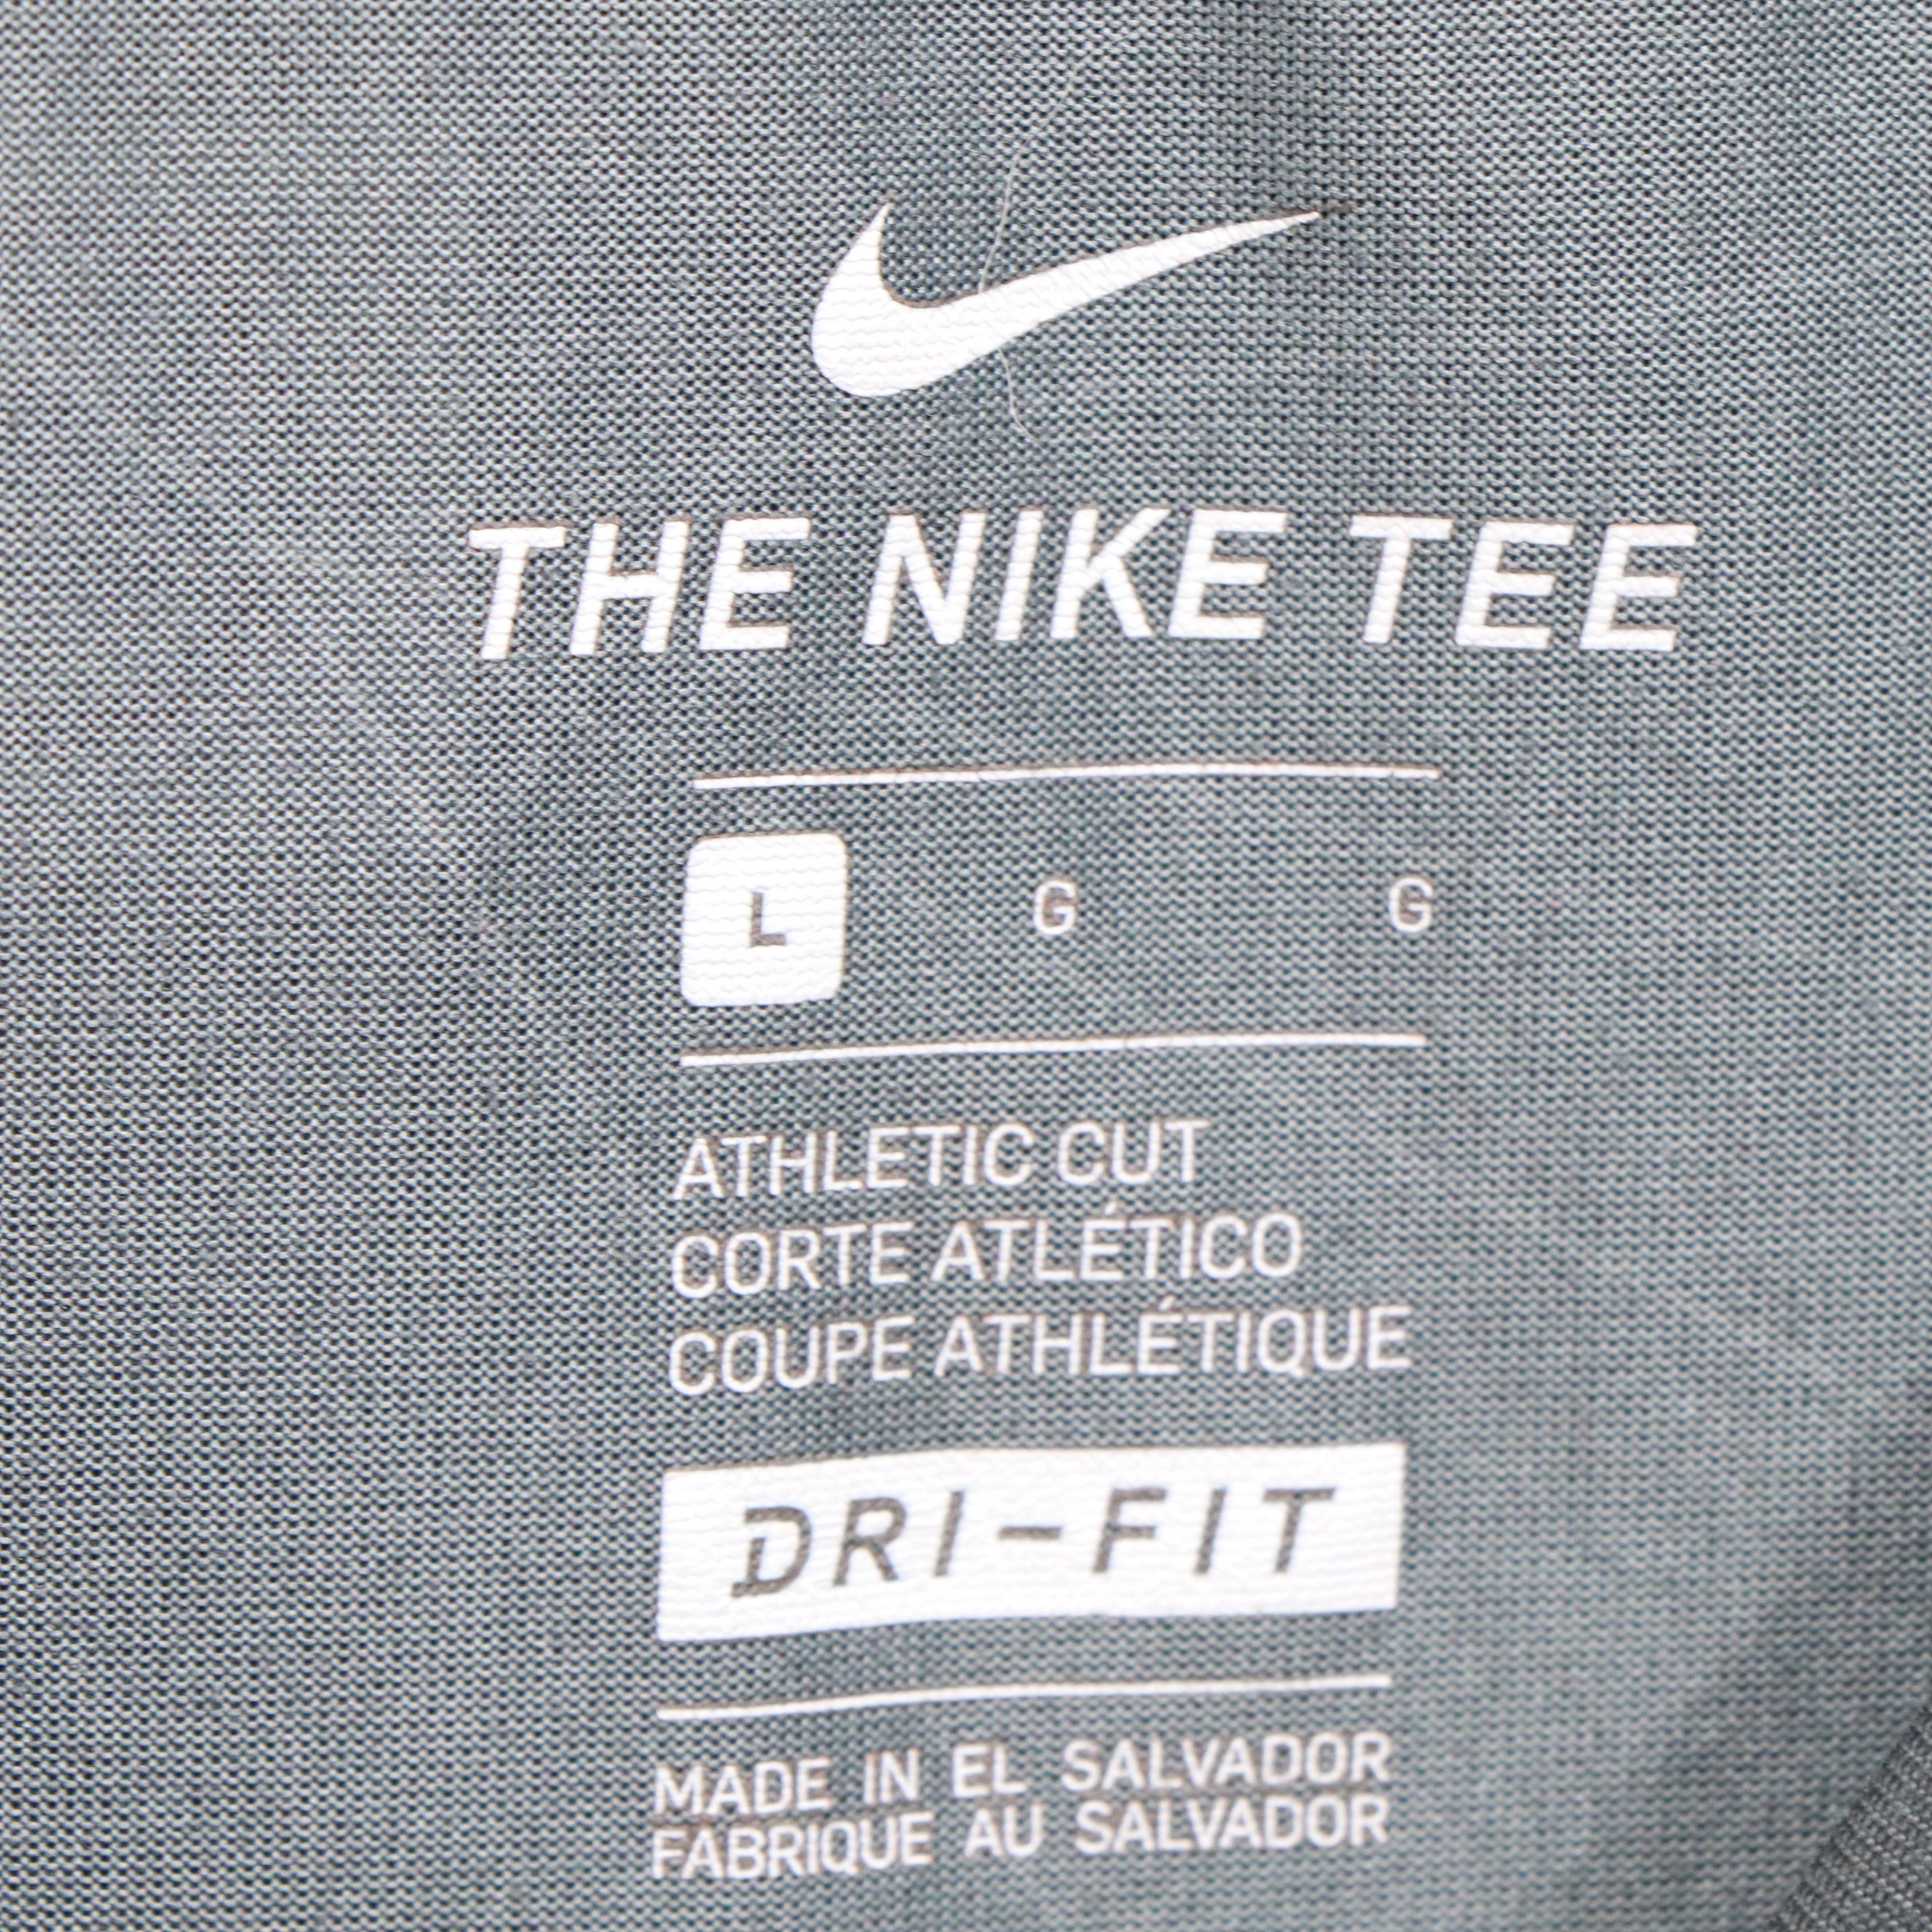 THE NIKE TEE
L G G
ATHLETIC CUT
CORTE ATLÉTICO
COUPE ATHLÉTIQUE
DRI-FIT
MADE IN EL SALVADOR
FABRIQUE AU SALVADOR